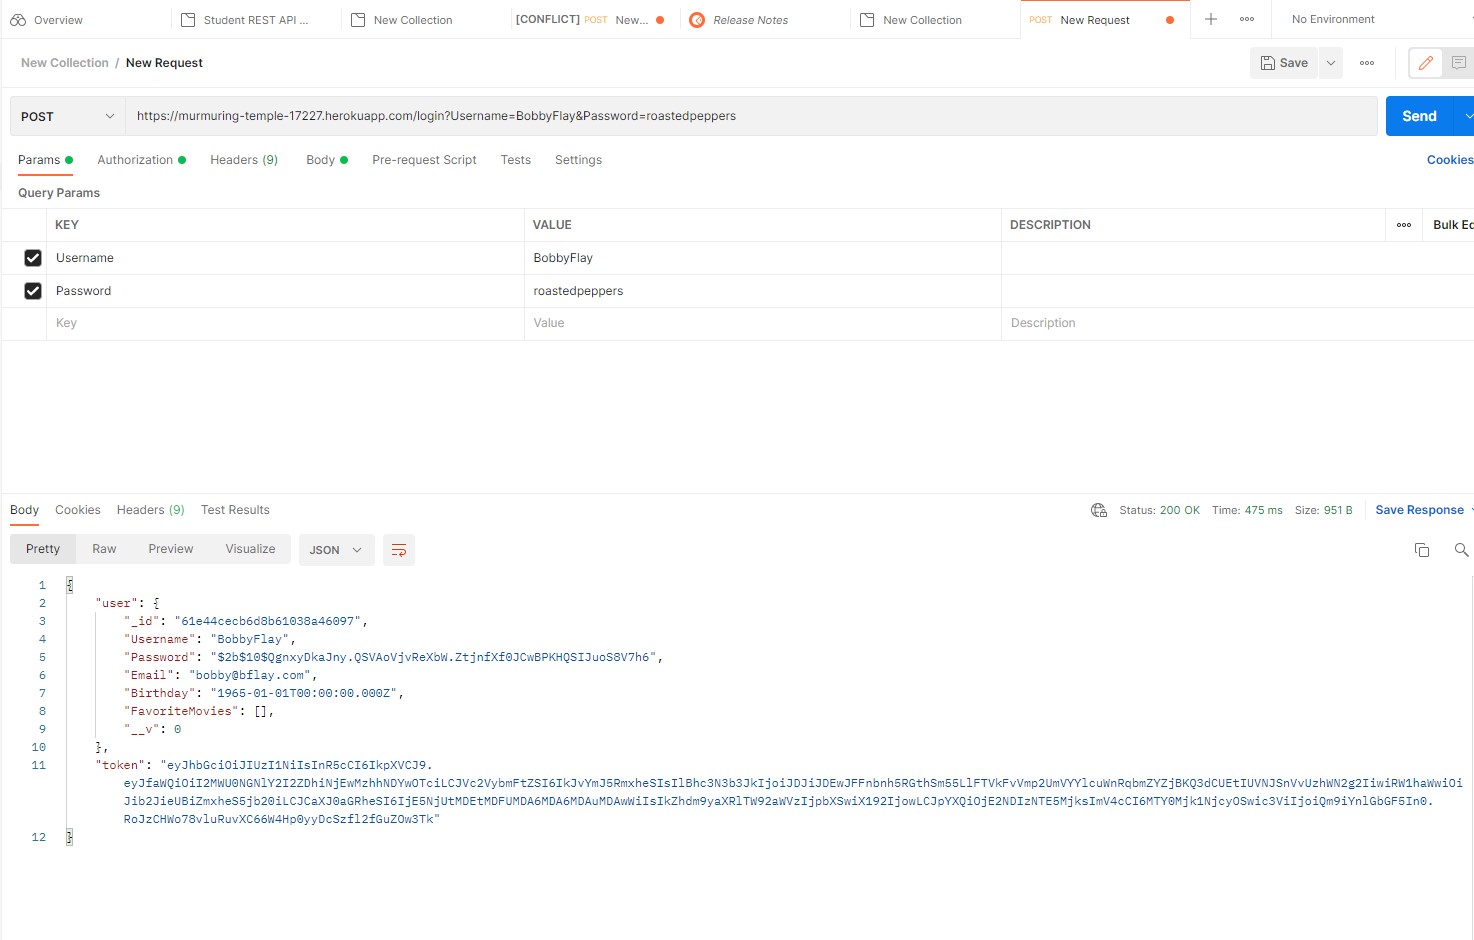 Overview
Student REST API ...
New Collection
[CONFLICT] POST New...
Release Notes
New Collection
POST New Request
No Environment
New Collection / New Request
Save
POST
https://murmuring-temple-17227.herokuapp.com/login?Username=BobbyFlay&Password=roastedpeppers
Send
Params
Authorization
Headers (9)
Body
Pre-request Script
Tests
Settings
Cookies
Query Params
KEY VALUE DESCRIPTION
Bulk Ed
Username BobbyFlay
Password roastedpeppers
Key Value Description
Body Cookies Headers (9) Test Results
Status: 200 OK Time: 475 ms Size: 951 B
Save Response
Pretty Raw Preview Visualize JSON
1 {
2 "user": {
3 "_id": "61e44cecb6d8b61038a46097",
4 "Username": "BobbyFlay",
5 "Password": "$2b$10$QgnxyDkaJny.QSVAoVjvReXbW.ZtjnfXf0JCwBPKHQSIJuoS8V7h6",
6 "Email": "bobby@bflay.com",
7 "Birthday": "1965-01-01T00:00:00.000Z",
8 "FavoriteMovies": [],
9 "__v": 0
10 },
11 "token": "eyJhbGciOiJIUzI1NiIsInR5cCI6IkpXVCJ9.
RoJzCHWo78vluRuvXC66W4Hp0yyDcSzfl2fGuZOw3Tk"
12 }